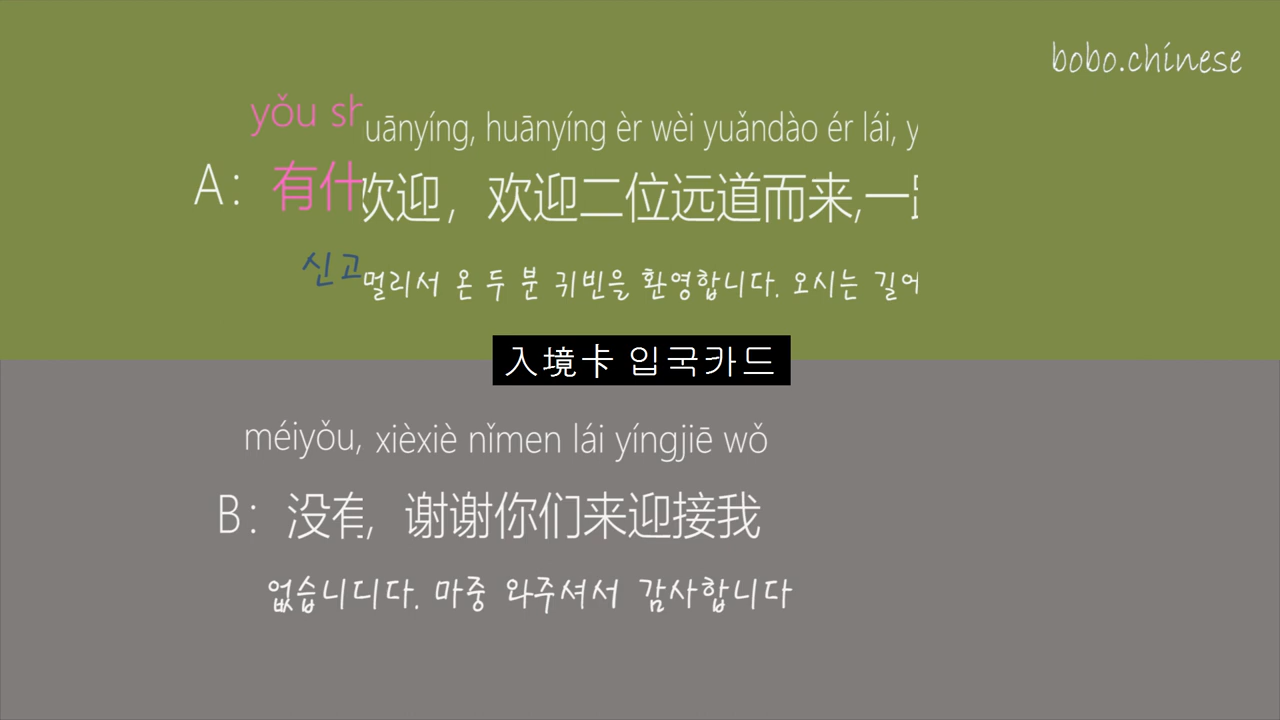 bobo.chinese
yǒu sh uānyíng, huānyíng èr wèi yuǎndào ér lái, y
A: 有什欢迎，欢迎二位远道而来,一
신고 멀리서 온 두 분 귀빈을 환영합니다. 오시는 길에
入境卡 입국카드
méiyǒu, xièxiè nǐmen lái yíngjiē wǒ
B: 没有，谢谢你们来迎接我
없습니디다. 마중 와주셔서 감사합니다